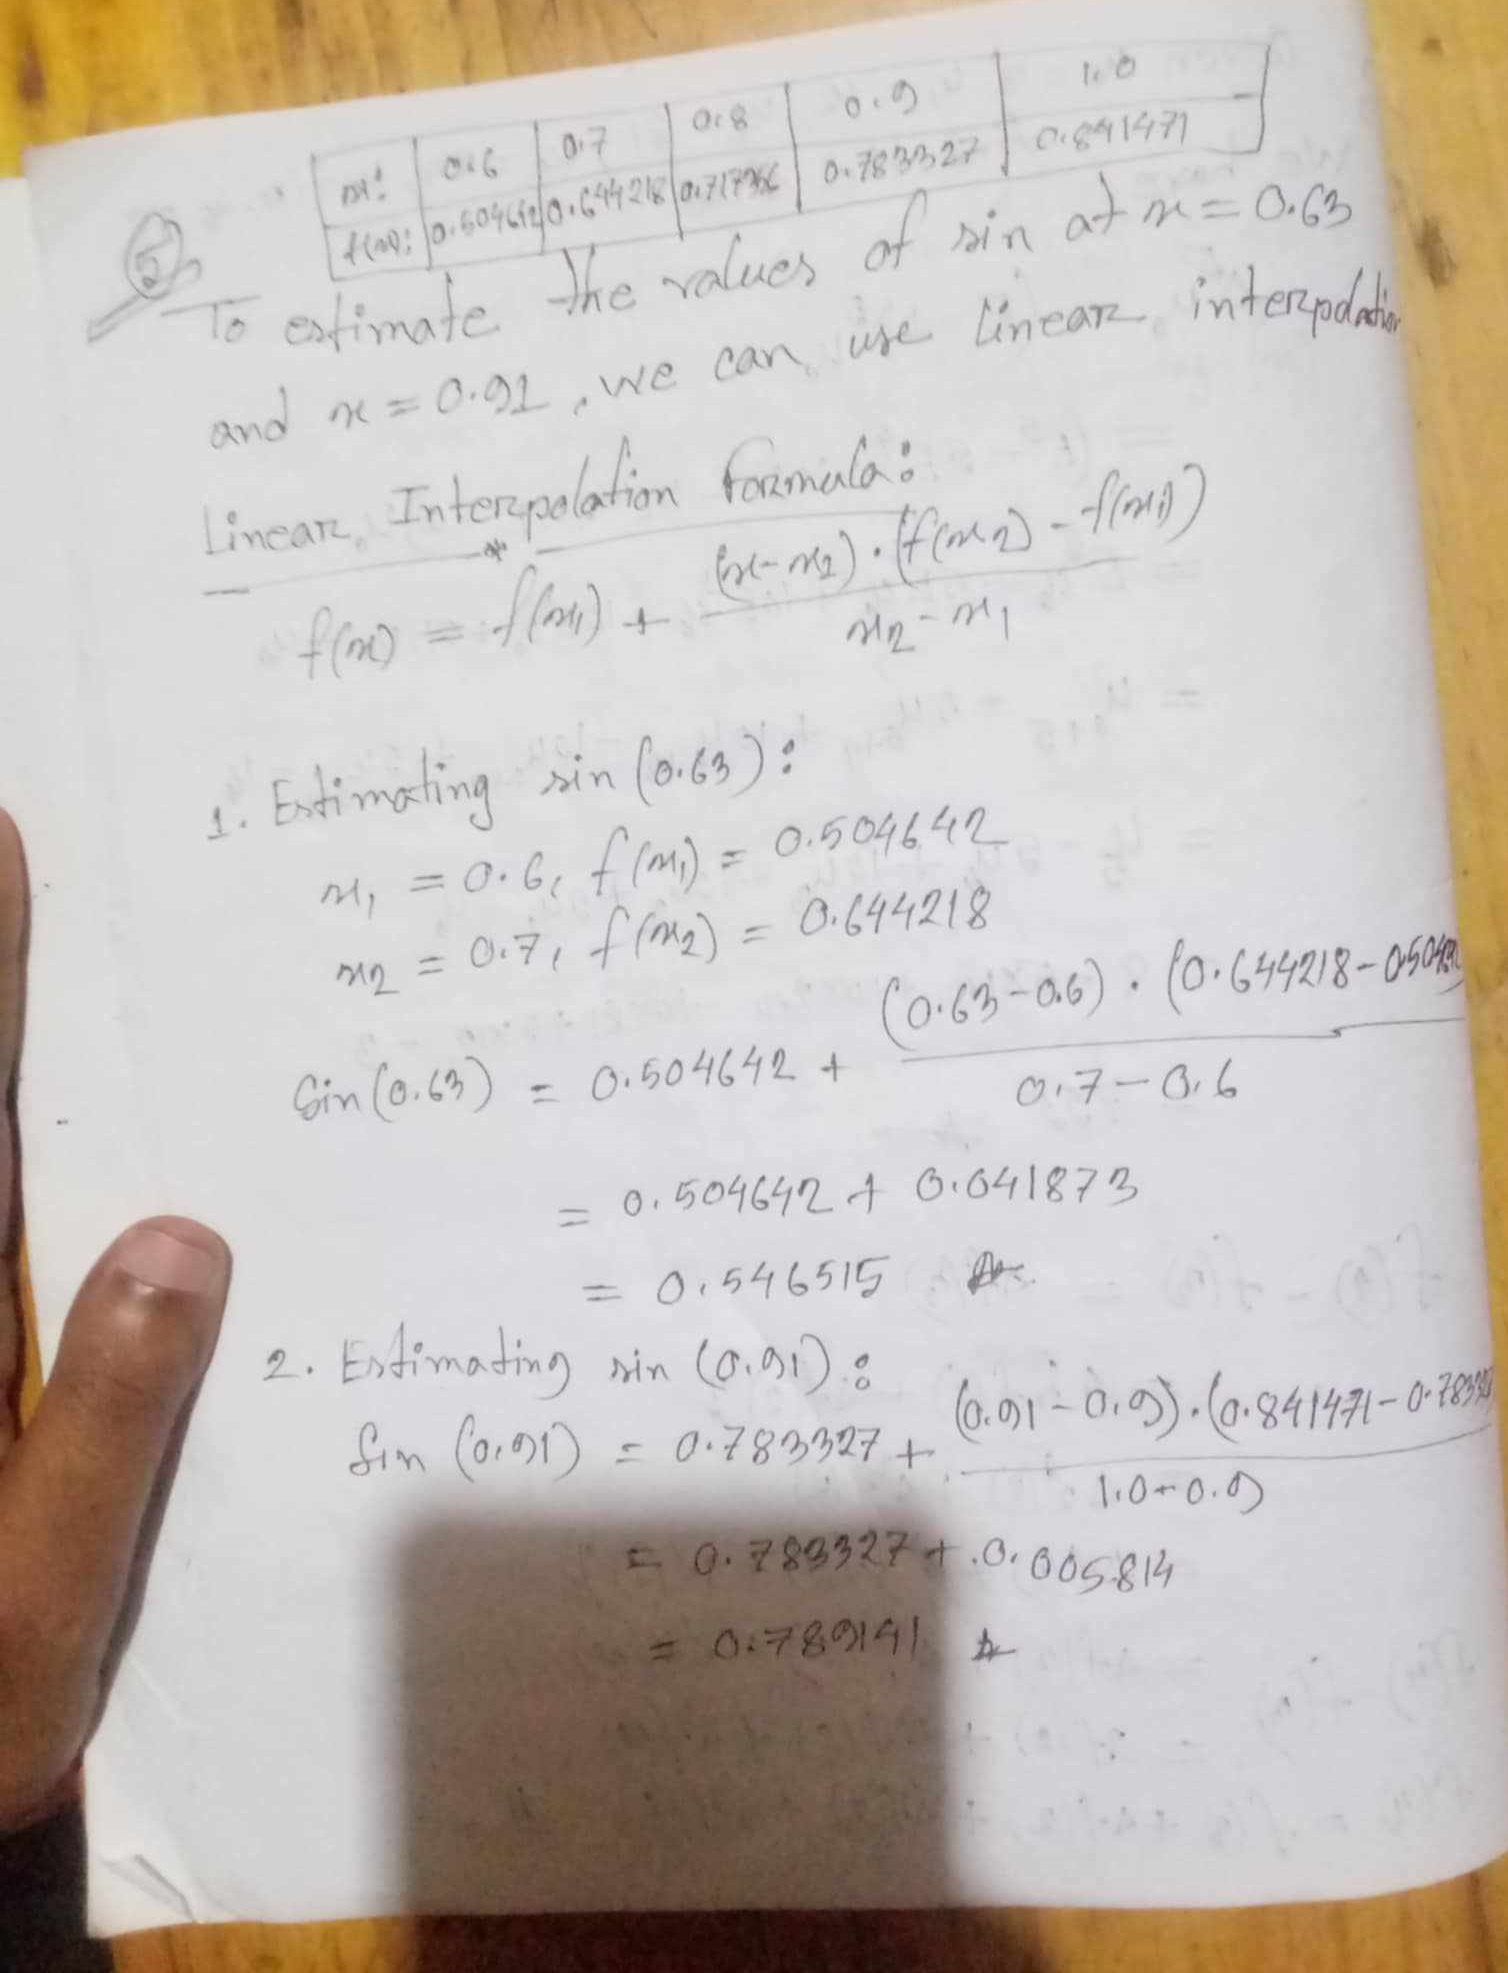 x: 0.6 0.7 0.8 0.9 1.0
f(x): 0.504642 0.644218 0.717356 0.783327 0.841471
5
To estimate the values of sin at x = 0.63
and x = 0.91, we can use linear interpolation
Linear Interpolation formula:
f(x) = f(x₁) + (x-x₁)·(f(x₂)-f(x₁)) / x₂-x₁
1. Estimating sin (0.63):
x₁ = 0.6, f(x₁) = 0.504642
x₂ = 0.7, f(x₂) = 0.644218
Sin (0.63) = 0.504642 + (0.63-0.6) · (0.644218-0.504642) / 0.7-0.6
= 0.504642 + 0.041873
= 0.546515
2. Estimating sin (0.91):
Sin (0.91) = 0.783327 + (0.91-0.9)·(0.841471-0.783327) / 1.0-0.9
= 0.783327 + 0.005814
= 0.789141